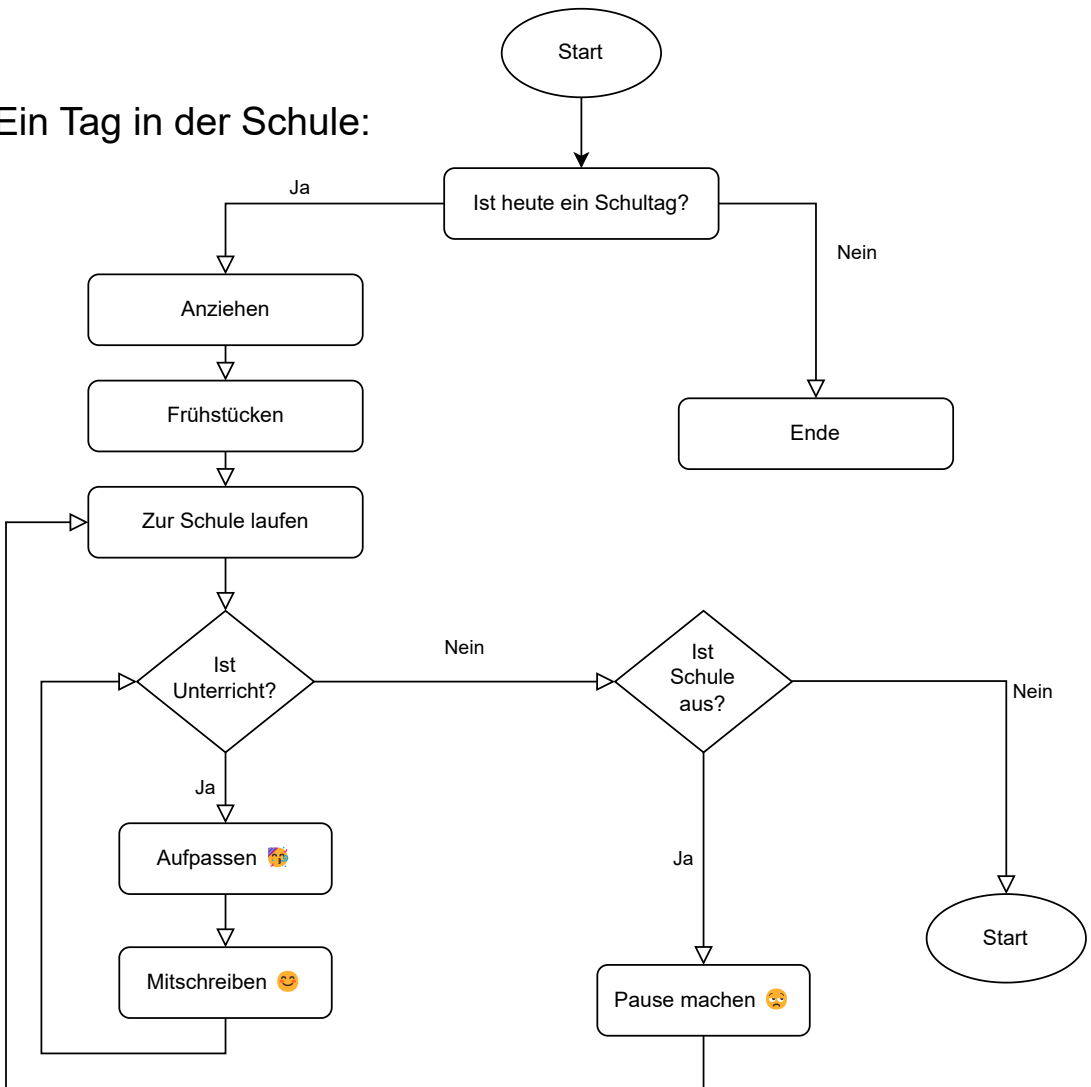 Start
Ein Tag in der Schule:
Ja
Ist heute ein Schultag?
Nein
Anziehen
Frühstücken
Ende
Zur Schule laufen
Ist
Unterricht?
Nein
Ist
Schule
aus?
Nein
Ja
Aufpassen 🥳
Ja
Start
Mitschreiben 😊
Pause machen 😩